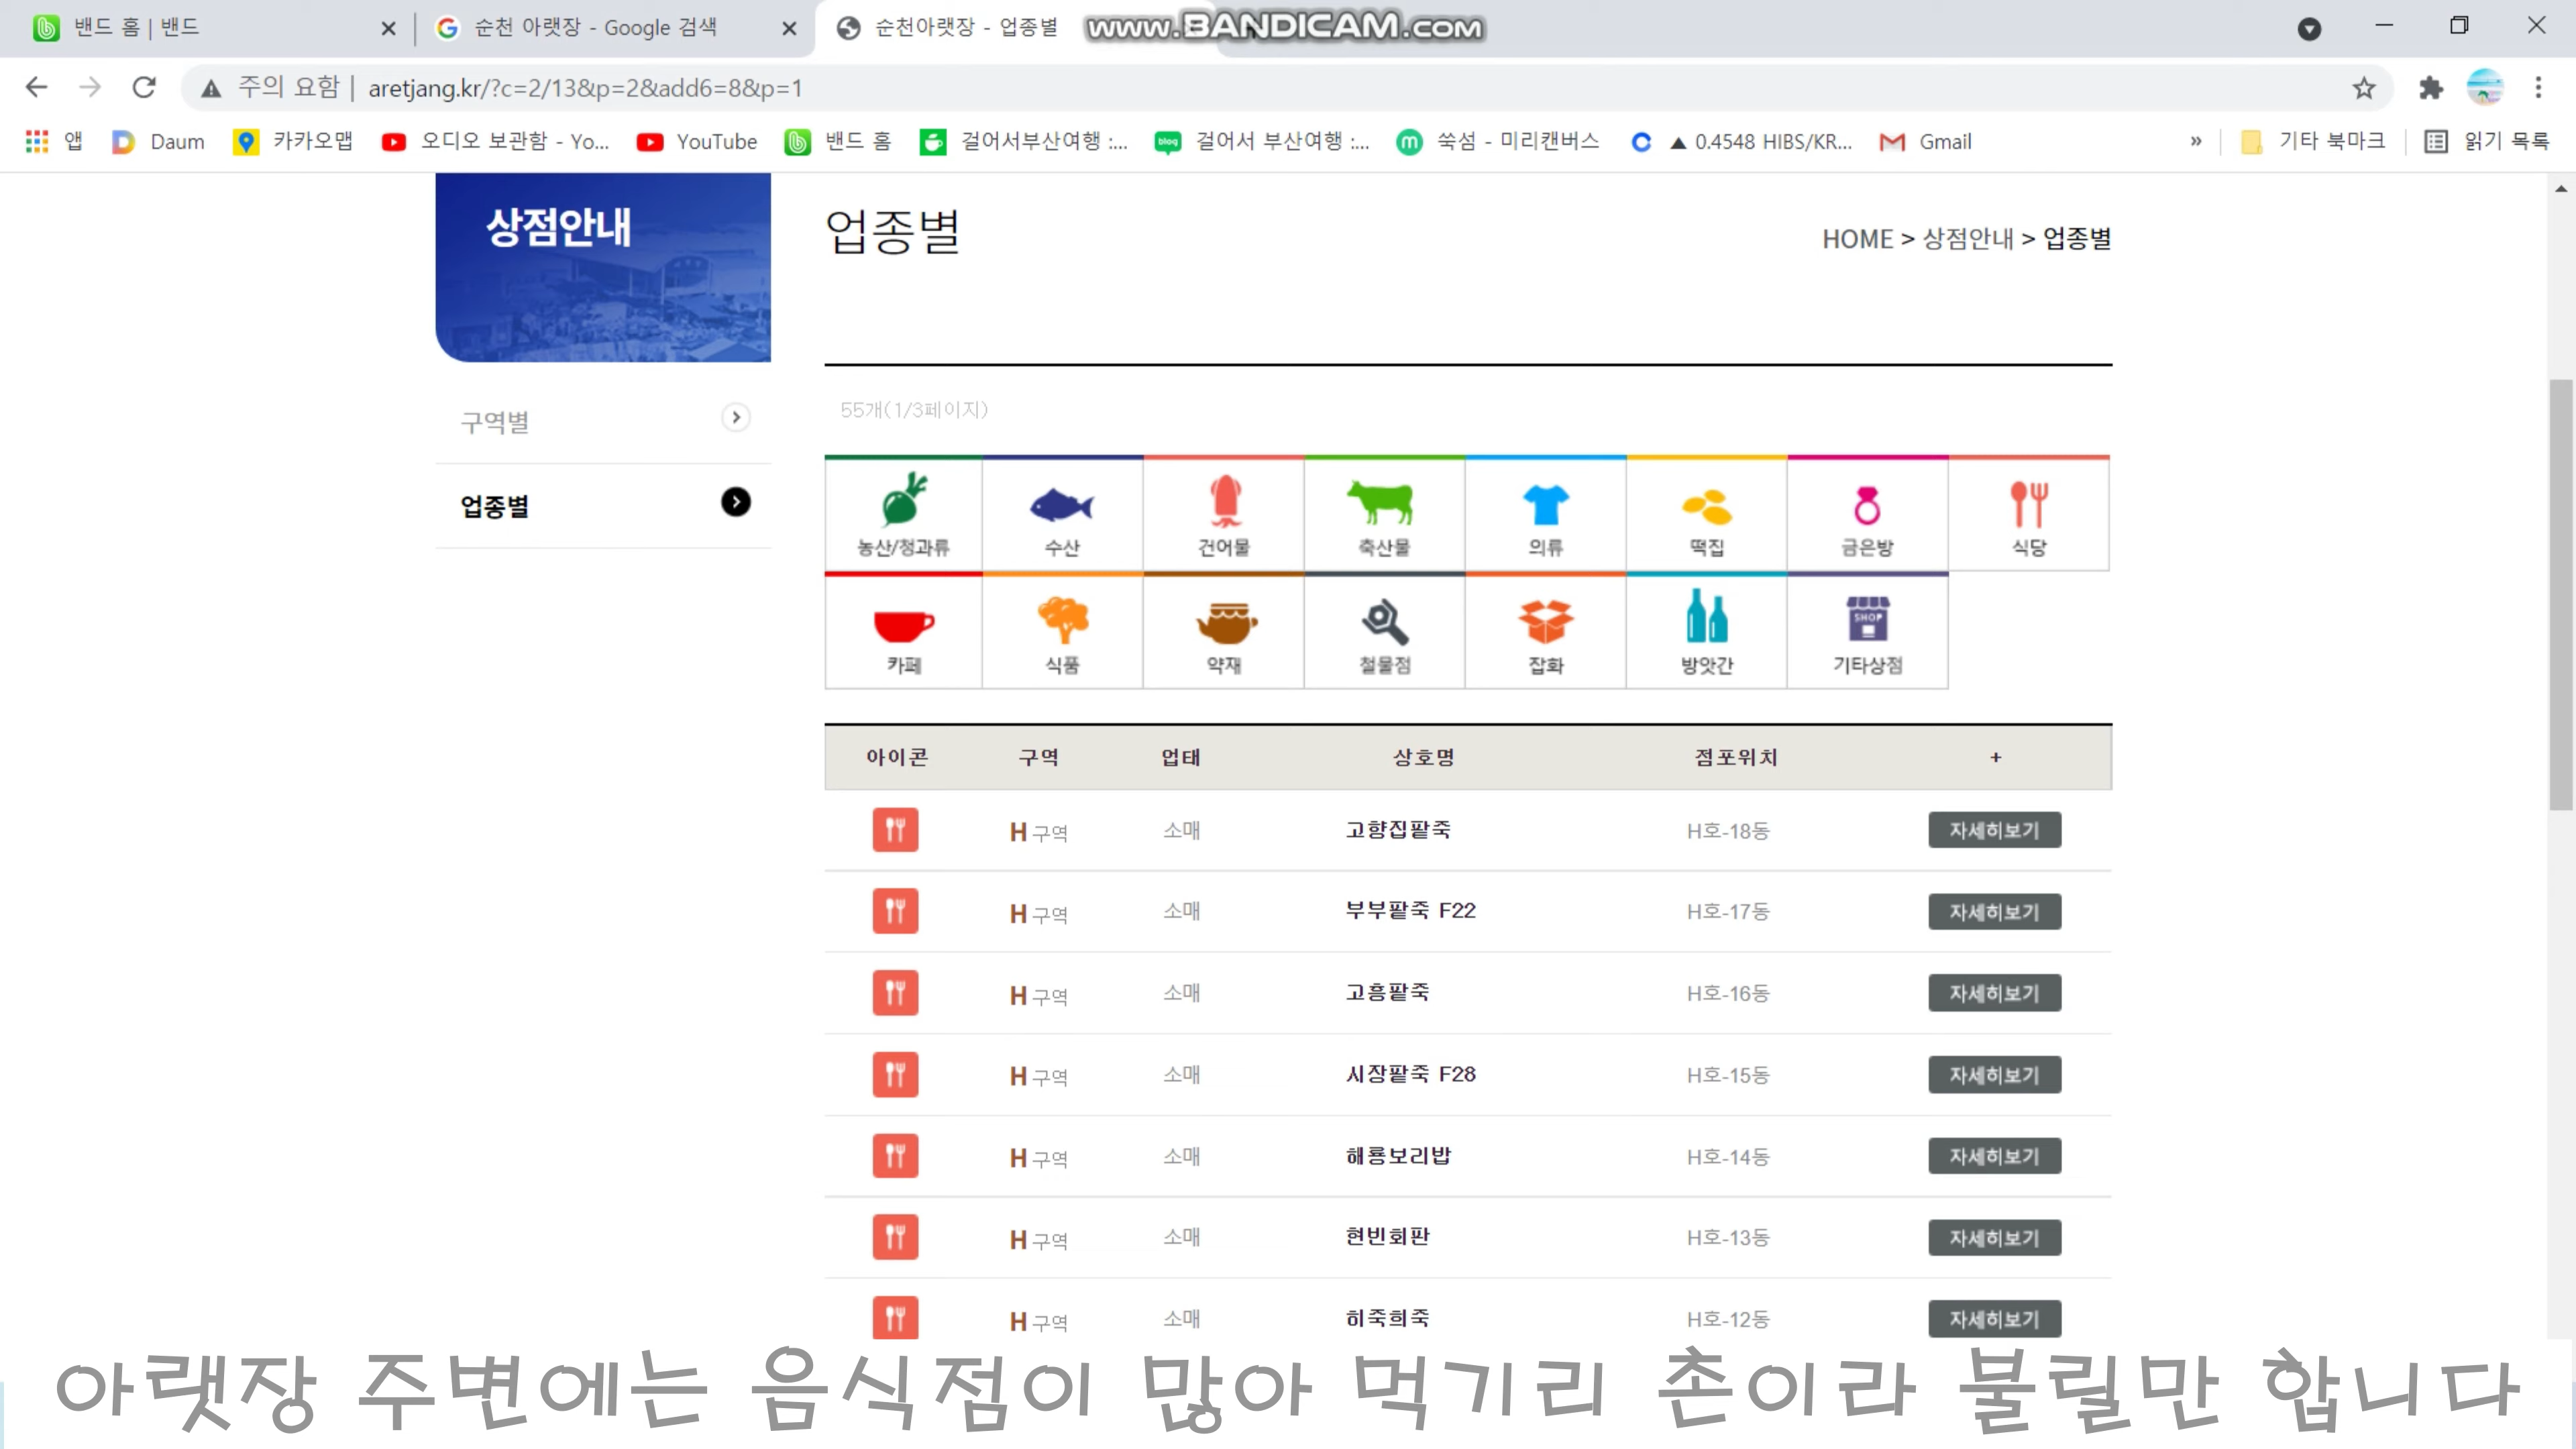 밴드 홈 | 밴드
순천 아랫장 - Google 검색
순천아랫장 - 업종별
www.BANDICAM.com
주의 요함 | aretjang.kr/?c=2/13&p=2&add6=8&p=1
앱 Daum 카카오맵 오디오 보관함 - Yo... YouTube 밴드 홈 걸어서부산여행 :... 걸어서 부산여행 :... 쑥섬 - 미리캔버스 ▲ 0.4548 HIBS/KR... Gmail » 기타 북마크 읽기 목록
상점안내
구역별
업종별
업종별
HOME > 상점안내 > 업종별
55개(1/3페이지)
농산/청과류 수산 건어물 축산물 의류 떡집 금은방 식당
카페 식품 약재 철물점 잡화 방앗간 SHOP 기타상점
아이콘 구역 업태 상호명 점포위치 +
H 구역 소매 고향집팥죽 H호-18동 자세히보기
H 구역 소매 부부팥죽 F22 H호-17동 자세히보기
H 구역 소매 고흥팥죽 H호-16동 자세히보기
H 구역 소매 시장팥죽 F28 H호-15동 자세히보기
H 구역 소매 해룡보리밥 H호-14동 자세히보기
H 구역 소매 현빈회판 H호-13동 자세히보기
H 구역 소매 히죽희죽 H호-12동 자세히보기
아랫장 주변에는 음식점이 많아 먹기리 촌이라 불릴만 합니다